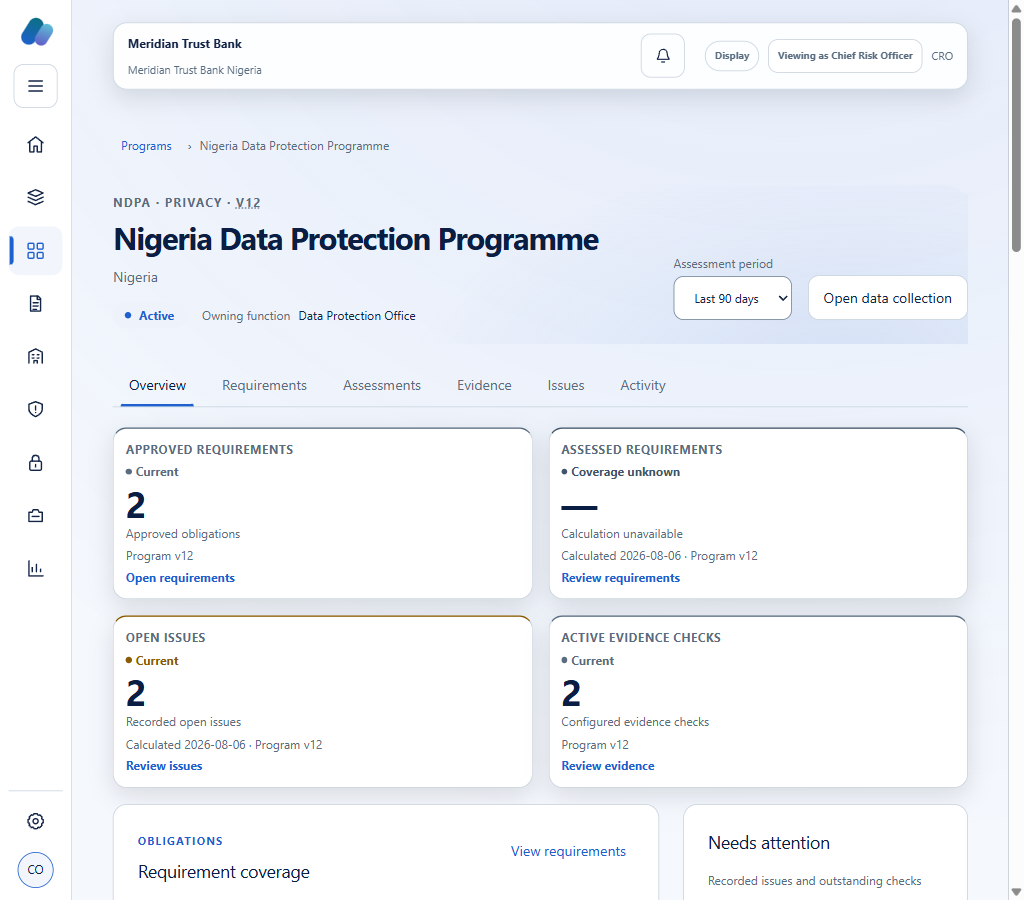 Meridian Trust Bank
Meridian Trust Bank Nigeria
Display
Viewing as Chief Risk Officer
CRO
Programs › Nigeria Data Protection Programme
NDPA · PRIVACY · V12
Nigeria Data Protection Programme
Nigeria
Active
Owning function Data Protection Office
Assessment period
Last 90 days
Open data collection
Overview
Requirements
Assessments
Evidence
Issues
Activity
APPROVED REQUIREMENTS
Current
2
Approved obligations
Program v12
Open requirements
ASSESSED REQUIREMENTS
Coverage unknown
—
Calculation unavailable
Calculated 2026-08-06 · Program v12
Review requirements
OPEN ISSUES
Current
2
Recorded open issues
Calculated 2026-08-06 · Program v12
Review issues
ACTIVE EVIDENCE CHECKS
Current
2
Configured evidence checks
Program v12
Review evidence
OBLIGATIONS
Requirement coverage
View requirements
Needs attention
Recorded issues and outstanding checks
CO